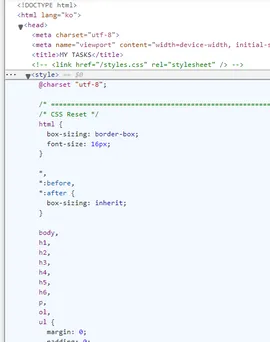 <!DOCTYPE html>
<html lang="ko">
<head>
<meta charset="utf-8">
<meta name="viewport" content="width=device-width, initial-s
<title>MY TASKS</title>
<!-- <link href="/styles.css" rel="stylesheet" /> -->
<style> == $0
@charset "utf-8";
/* ==================================================
/* CSS Reset */
html {
box-sizing: border-box;
font-size: 16px;
}
*,
*:before,
*:after {
box-sizing: inherit;
}
body,
h1,
h2,
h3,
h4,
h5,
h6,
p,
ol,
ul {
margin: 0;
padding: 0;